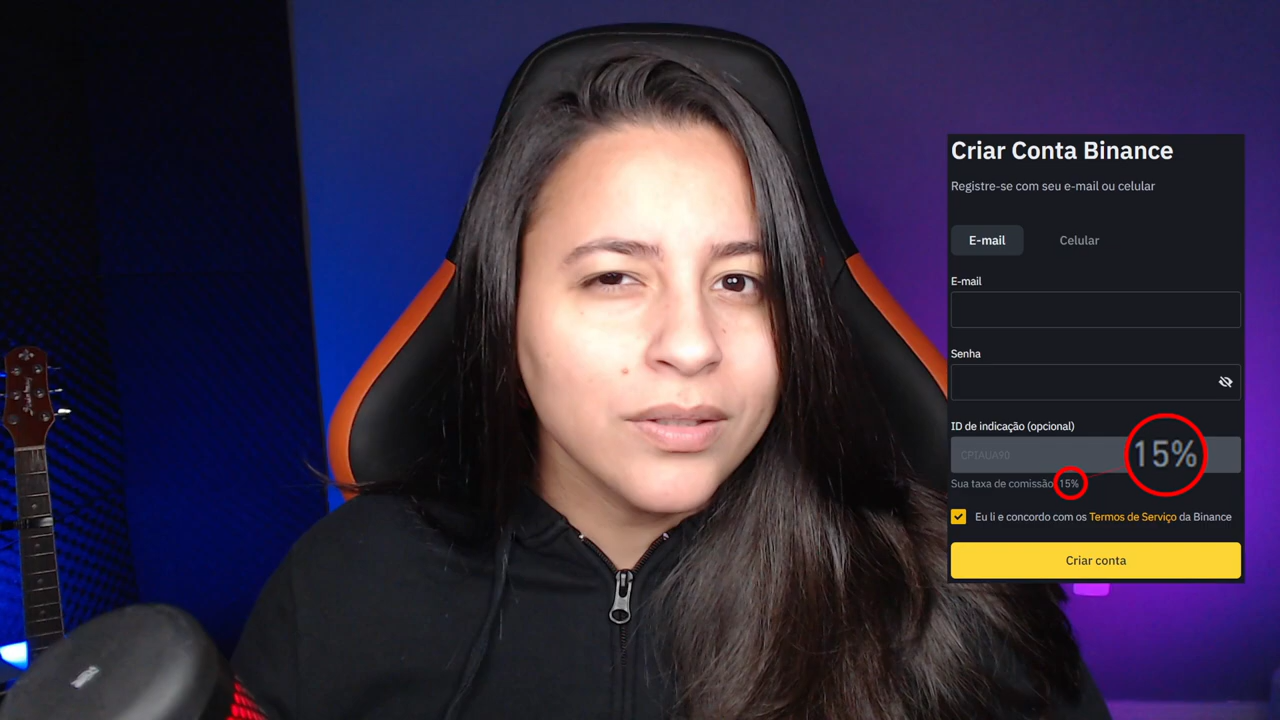 Criar Conta Binance
Registre-se com seu e-mail ou celular
E-mail
Celular
E-mail
Senha
ID de indicação (opcional)
CPTAUA90
15%
Sua taxa de comissão 15%
Eu li e concordo com os Termos de Serviço da Binance
Criar conta